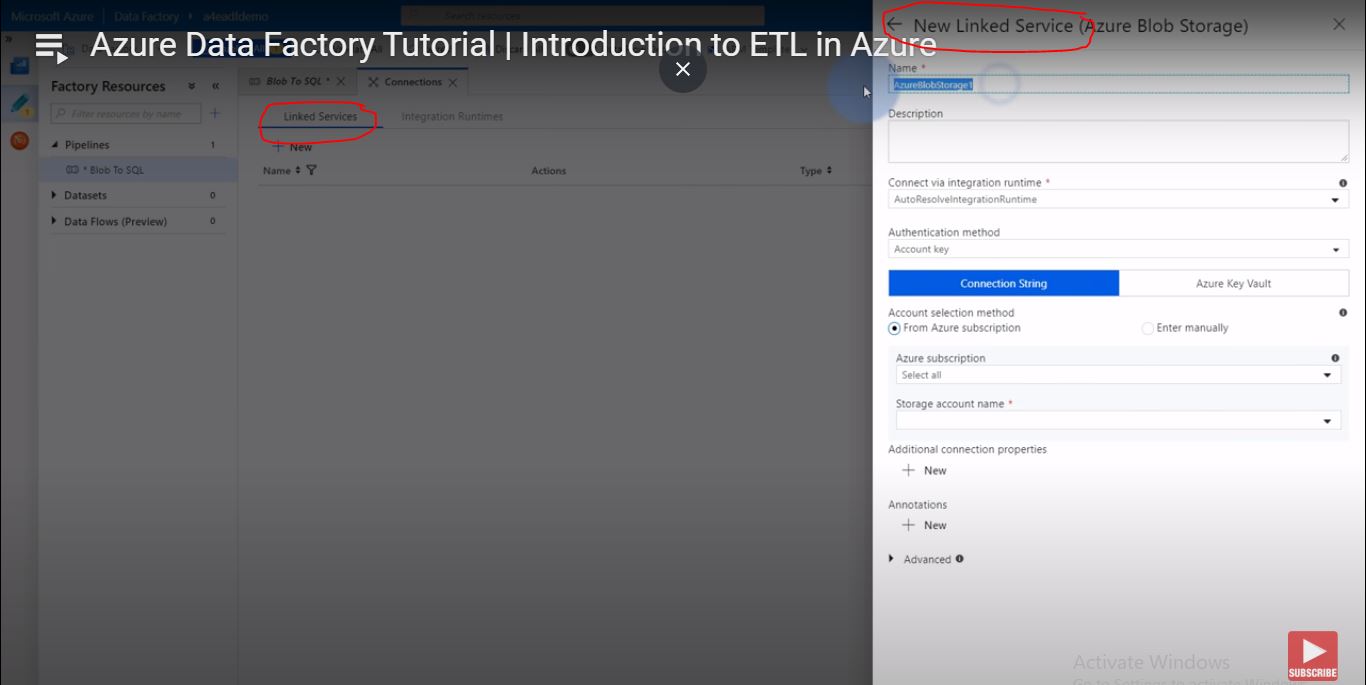 Microsoft Azure
Data Factory
a4eadldemo
Search resources
Azure Data Factory Tutorial | Introduction to ETL in Azure
Factory Resources
Filter resources by name
Pipelines 1
* Blob To SQL
Datasets 0
Data Flows (Preview) 0
Blob To SQL *
Connections
Linked Services
Integration Runtimes
New
Name
Actions
Type
New Linked Service (Azure Blob Storage)
Name *
AzureBlobStorage1
Description
Connect via integration runtime *
AutoResolveIntegrationRuntime
Authentication method
Account key
Connection String
Azure Key Vault
Account selection method
From Azure subscription
Enter manually
Azure subscription
Select all
Storage account name *
Additional connection properties
New
Annotations
New
Advanced
Activate Windows
Go to Settings to activate Windows
SUBSCRIBE